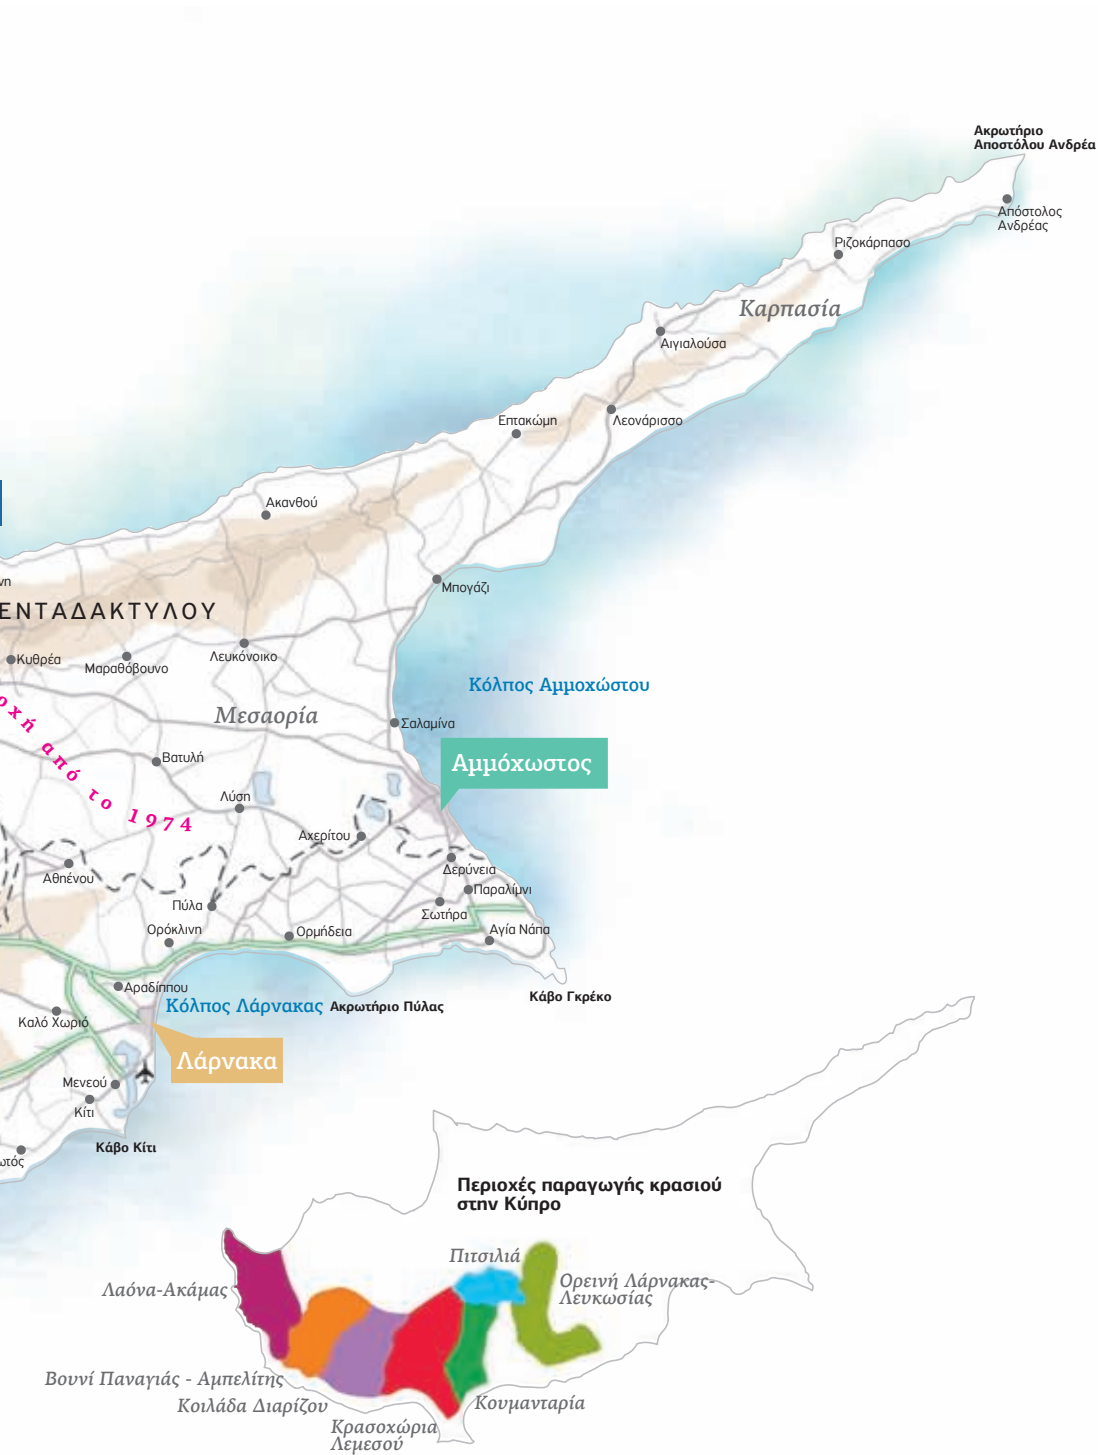 Ακρωτήριο
Αποστόλου Ανδρέα
Απόστολος
Ανδρέας
Ριζοκάρπασο
Καρπασία
Αιγιαλούσα
Επτακώμη
Λεονάρισσο
Ακανθού
Μπογάζι
ΕΝΤΑΔΑΚΤΥΛΟΥ
Κυθρέα
Μαραθόβουνο
Λευκόνοικο
Κόλπος Αμμοχώστου
Μεσαορία
Σαλαμίνα
οχή από το 1974
Βατυλή
Αμμόχωστος
Λύση
Αχερίτου
Δερύνεια
Αθηένου
Παραλίμνι
Πύλα
Σωτήρα
Ορόκλινη
Ορμήδεια
Αγία Νάπα
Αραδίππου
Κάβο Γκρέκο
Κόλπος Λάρνακας
Ακρωτήριο Πύλας
Καλό Χωριό
Λάρνακα
Μενεού
Κίτι
Κάβο Κίτι
ωτός
Περιοχές παραγωγής κρασιού
στην Κύπρο
Πιτσιλιά
Λαόνα-Ακάμας
Ορεινή Λάρνακας-
Λευκωσίας
Βουνί Παναγιάς - Αμπελίτης
Κοιλάδα Διαρίζου
Κουμανταρία
Κρασοχώρια
Λεμεσού